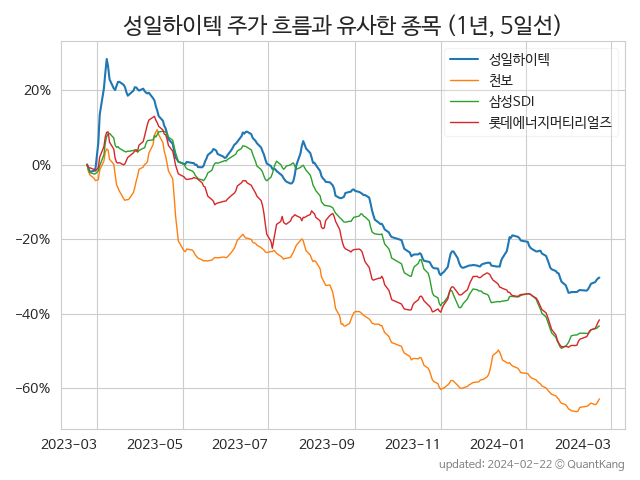 성일하이텍 주가 흐름과 유사한 종목 (1년, 5일선)
성일하이텍
천보
삼성SDI
롯데에너지머티리얼즈
20%
0%
−20%
−40%
−60%
2023-03 2023-05 2023-07 2023-09 2023-11 2024-01 2024-03
updated: 2024-02-22 © QuantKang